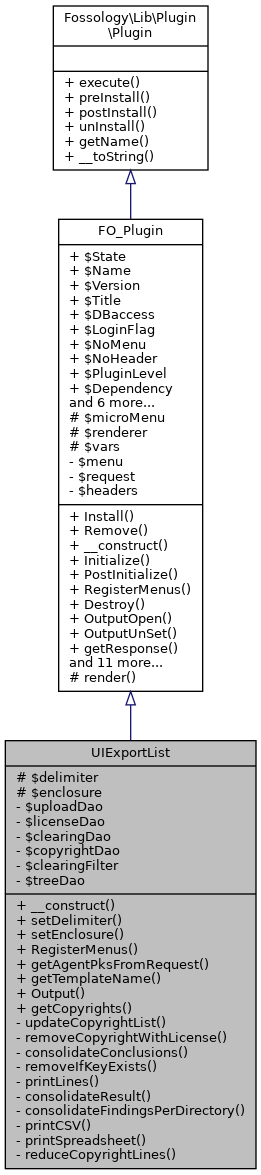 Fossology\Lib\Plugin
\Plugin
+ execute()
+ preInstall()
+ postInstall()
+ unInstall()
+ getName()
+ __toString()
FO_Plugin
+ $State
+ $Name
+ $Version
+ $Title
+ $DBaccess
+ $LoginFlag
+ $NoMenu
+ $NoHeader
+ $PluginLevel
+ $Dependency
and 6 more...
# $microMenu
# $renderer
# $vars
- $menu
- $request
- $headers
+ Install()
+ Remove()
+ __construct()
+ Initialize()
+ PostInitialize()
+ RegisterMenus()
+ Destroy()
+ OutputOpen()
+ OutputUnSet()
+ getResponse()
and 11 more...
# render()
UIExportList
# $delimiter
# $enclosure
- $uploadDao
- $licenseDao
- $clearingDao
- $copyrightDao
- $clearingFilter
- $treeDao
+ __construct()
+ setDelimiter()
+ setEnclosure()
+ RegisterMenus()
+ getAgentPksFromRequest()
+ getTemplateName()
+ Output()
+ getCopyrights()
- updateCopyrightList()
- removeCopyrightWithLicense()
- consolidateConclusions()
- removeIfKeyExists()
- printLines()
- consolidateResult()
- consolidateFindingsPerDirectory()
- printCSV()
- printSpreadsheet()
- reduceCopyrightLines()